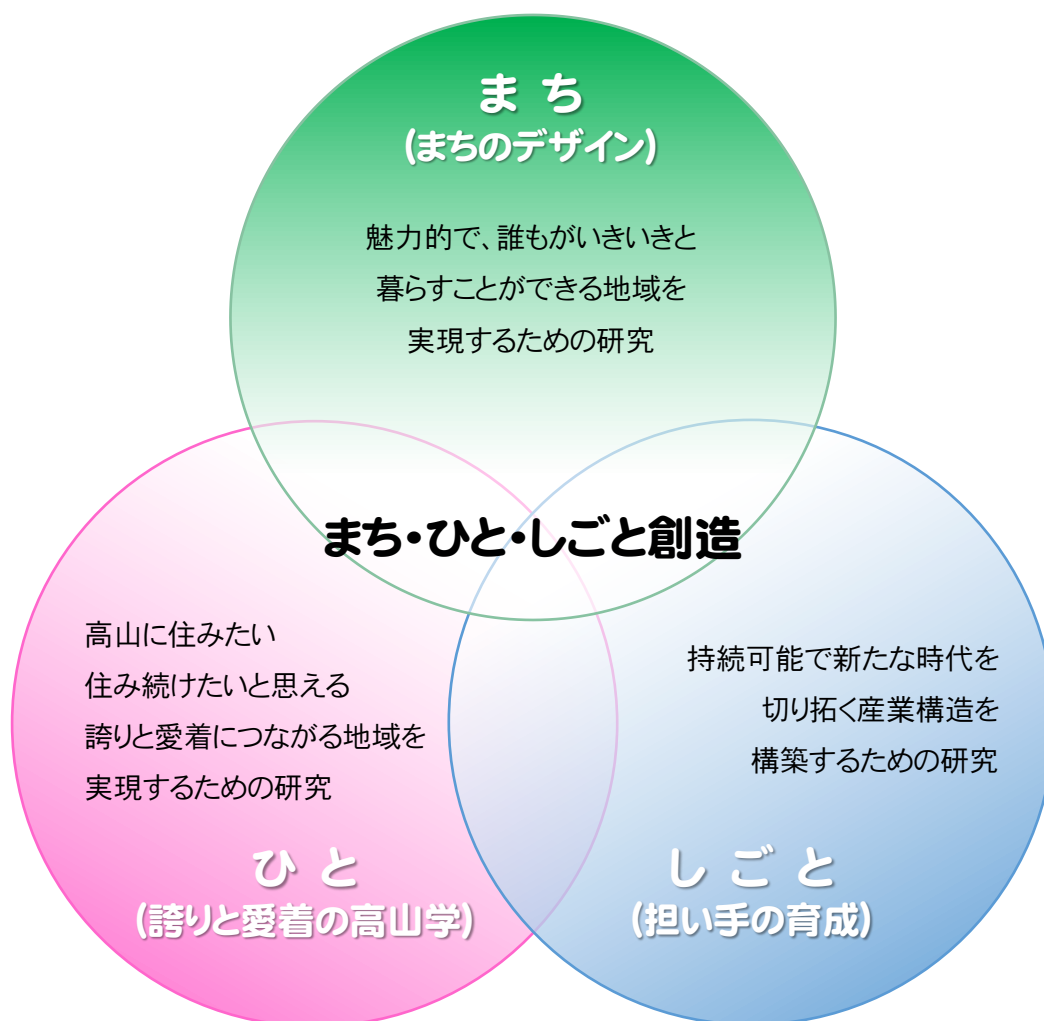 まち
(まちのデザイン)
魅力的で、誰もがいきいきと
暮らすことができる地域を
実現するための研究
まち・ひと・しごと創造
高山に住みたい
住み続けたいと思える
誇りと愛着につながる地域を
実現するための研究
ひと
(誇りと愛着の高山学)
持続可能で新たな時代を
切り拓く産業構造を
構築するための研究
しごと
(担い手の育成)